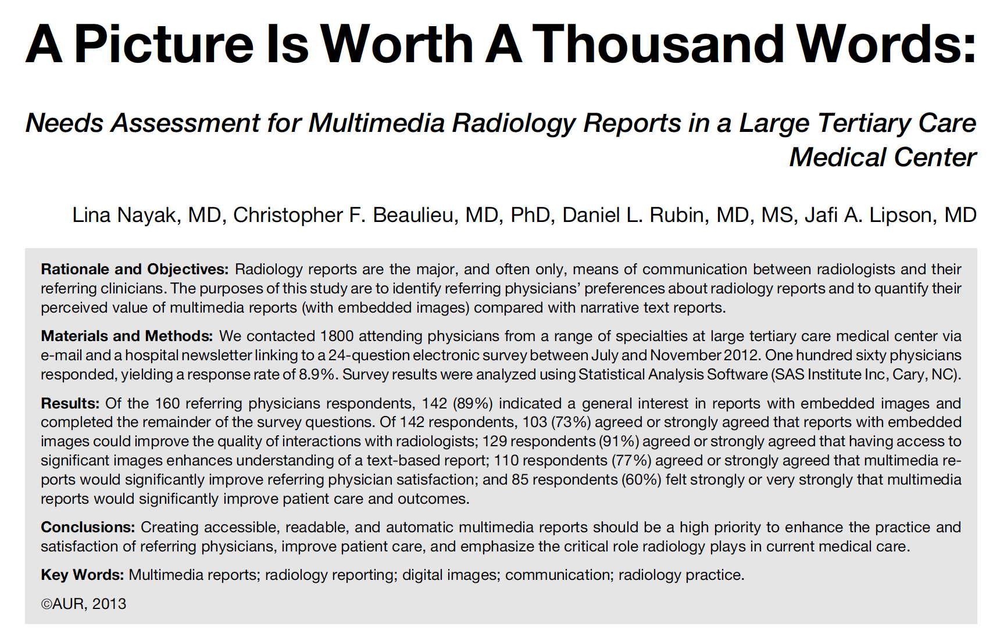 A Picture Is Worth A Thousand Words:
Needs Assessment for Multimedia Radiology Reports in a Large Tertiary Care
Medical Center
Lina Nayak, MD, Christopher F. Beaulieu, MD, PhD, Daniel L. Rubin, MD, MS, Jafi A. Lipson, MD
Rationale and Objectives: Radiology reports are the major, and often only, means of communication between radiologists and their
referring clinicians. The purposes of this study are to identify referring physicians’ preferences about radiology reports and to quantify their
perceived value of multimedia reports (with embedded images) compared with narrative text reports.
Materials and Methods: We contacted 1800 attending physicians from a range of specialties at large tertiary care medical center via
e-mail and a hospital newsletter linking to a 24-question electronic survey between July and November 2012. One hundred sixty physicians
responded, yielding a response rate of 8.9%. Survey results were analyzed using Statistical Analysis Software (SAS Institute Inc, Cary, NC).
Results: Of the 160 referring physicians respondents, 142 (89%) indicated a general interest in reports with embedded images and
completed the remainder of the survey questions. Of 142 respondents, 103 (73%) agreed or strongly agreed that reports with embedded
images could improve the quality of interactions with radiologists; 129 respondents (91%) agreed or strongly agreed that having access to
significant images enhances understanding of a text-based report; 110 respondents (77%) agreed or strongly agreed that multimedia re-
ports would significantly improve referring physician satisfaction; and 85 respondents (60%) felt strongly or very strongly that multimedia
reports would significantly improve patient care and outcomes.
Conclusions: Creating accessible, readable, and automatic multimedia reports should be a high priority to enhance the practice and
satisfaction of referring physicians, improve patient care, and emphasize the critical role radiology plays in current medical care.
Key Words: Multimedia reports; radiology reporting; digital images; communication; radiology practice.
©AUR, 2013